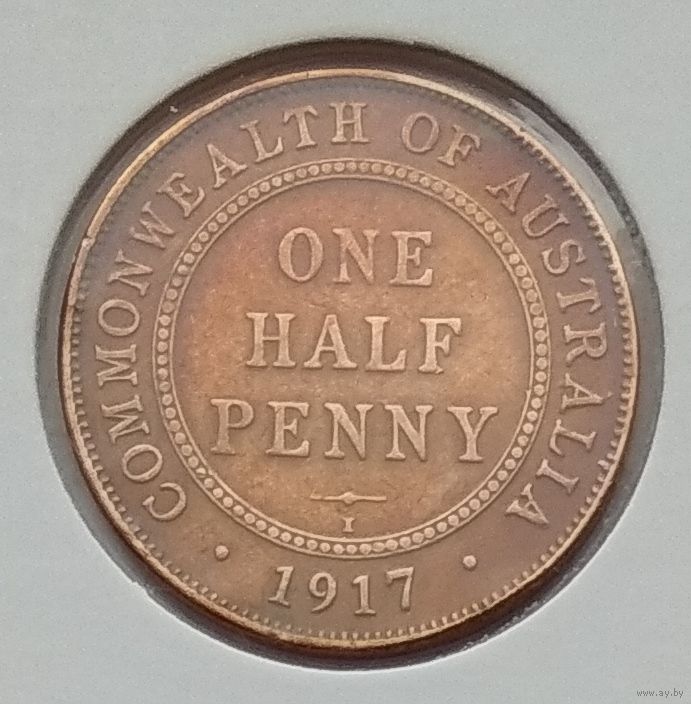 COMMONWEALTH OF AUSTRALIA
ONE
HALF
PENNY
I
· 1917 ·
www.ay.by